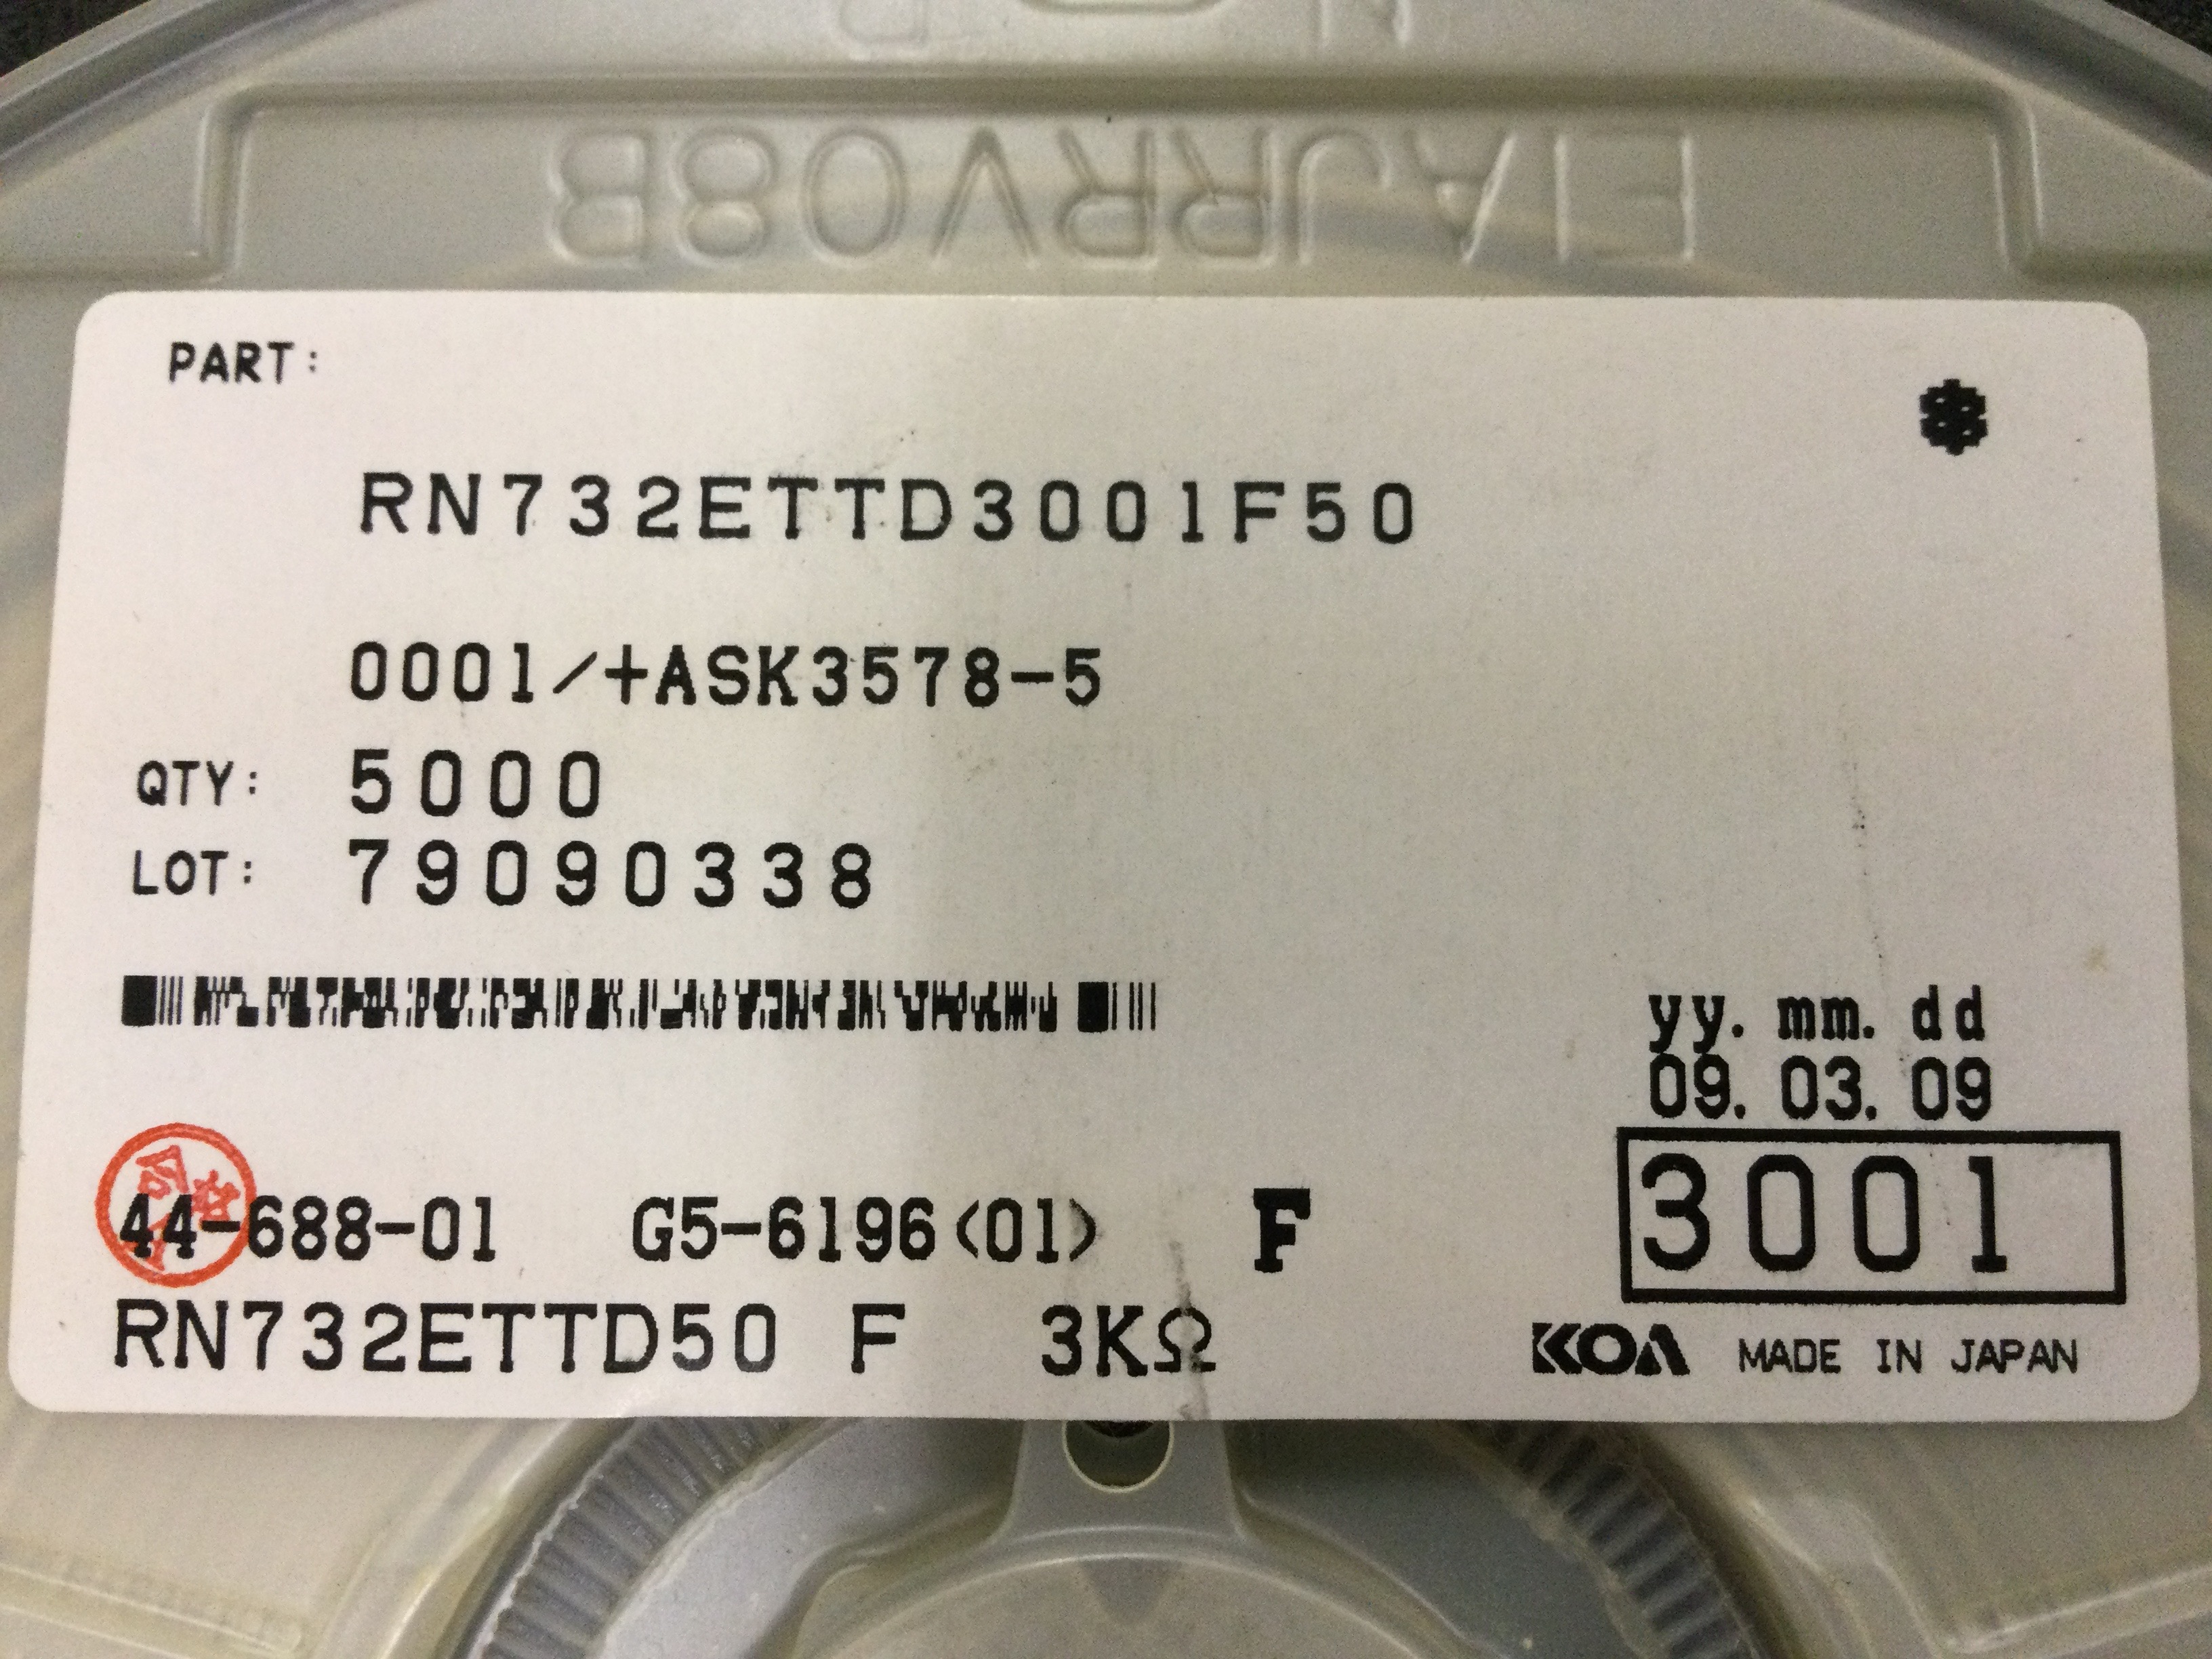 EIAJRRV08B
PART:
RN732ETTD3001F50
0001/+ASK3578-5
QTY: 5000
LOT: 79090338
yy. mm. dd
09. 03. 09
44-688-01 G5-6196<01> F 3001
RN732ETTD50 F 3KΩ KOA MADE IN JAPAN